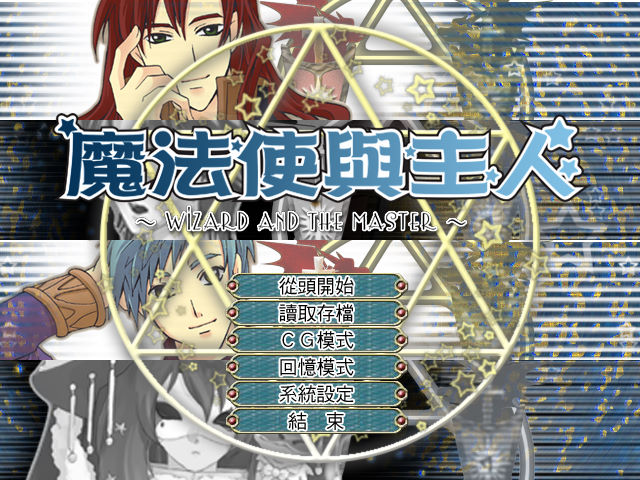 魔法使與主人
~ WIZARD AND THE MASTER ~
從頭開始
讀取存檔
ＣＧ模式
回憶模式
系統設定
結　束